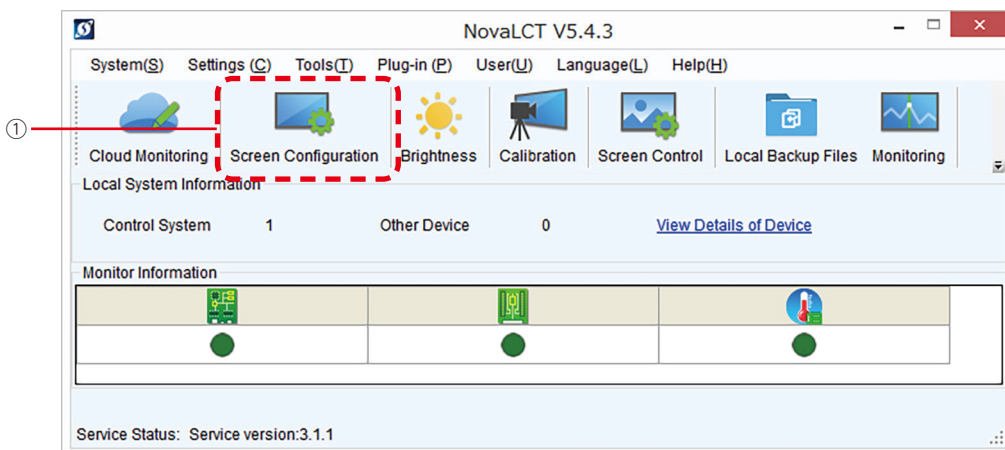 NovaLCT V5.4.3
System(S) Settings (C) Tools(T) Plug-in (P) User(U) Language(L) Help(H)
①
Cloud Monitoring Screen Configuration Brightness Calibration Screen Control Local Backup Files Monitoring
Local System Information
Control System 1 Other Device 0 View Details of Device
Monitor Information
Service Status: Service version:3.1.1